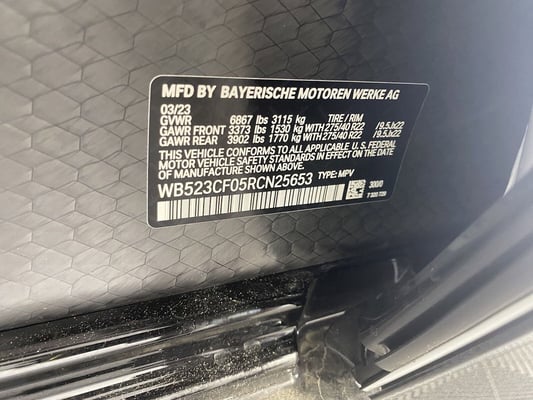 MFD BY BAYERISCHE MOTOREN WERKE AG
03/23
GVWR 6867 lbs 3115 kg TIRE / RIM
GAWR FRONT 3373 lbs 1530 kg WITH 275/40 R22 / 9.5Jx22
GAWR REAR 3902 lbs 1770 kg WITH 275/40 R22 / 9.5Jx22
THIS VEHICLE CONFORMS TO ALL APPLICABLE U. S. FEDERAL
MOTOR VEHICLE SAFETY STANDARDS IN EFFECT ON THE DATE OF
MANUFACTURE SHOWN ABOVE.
WB523CF05RCN25653 TYPE: MPV
300/0